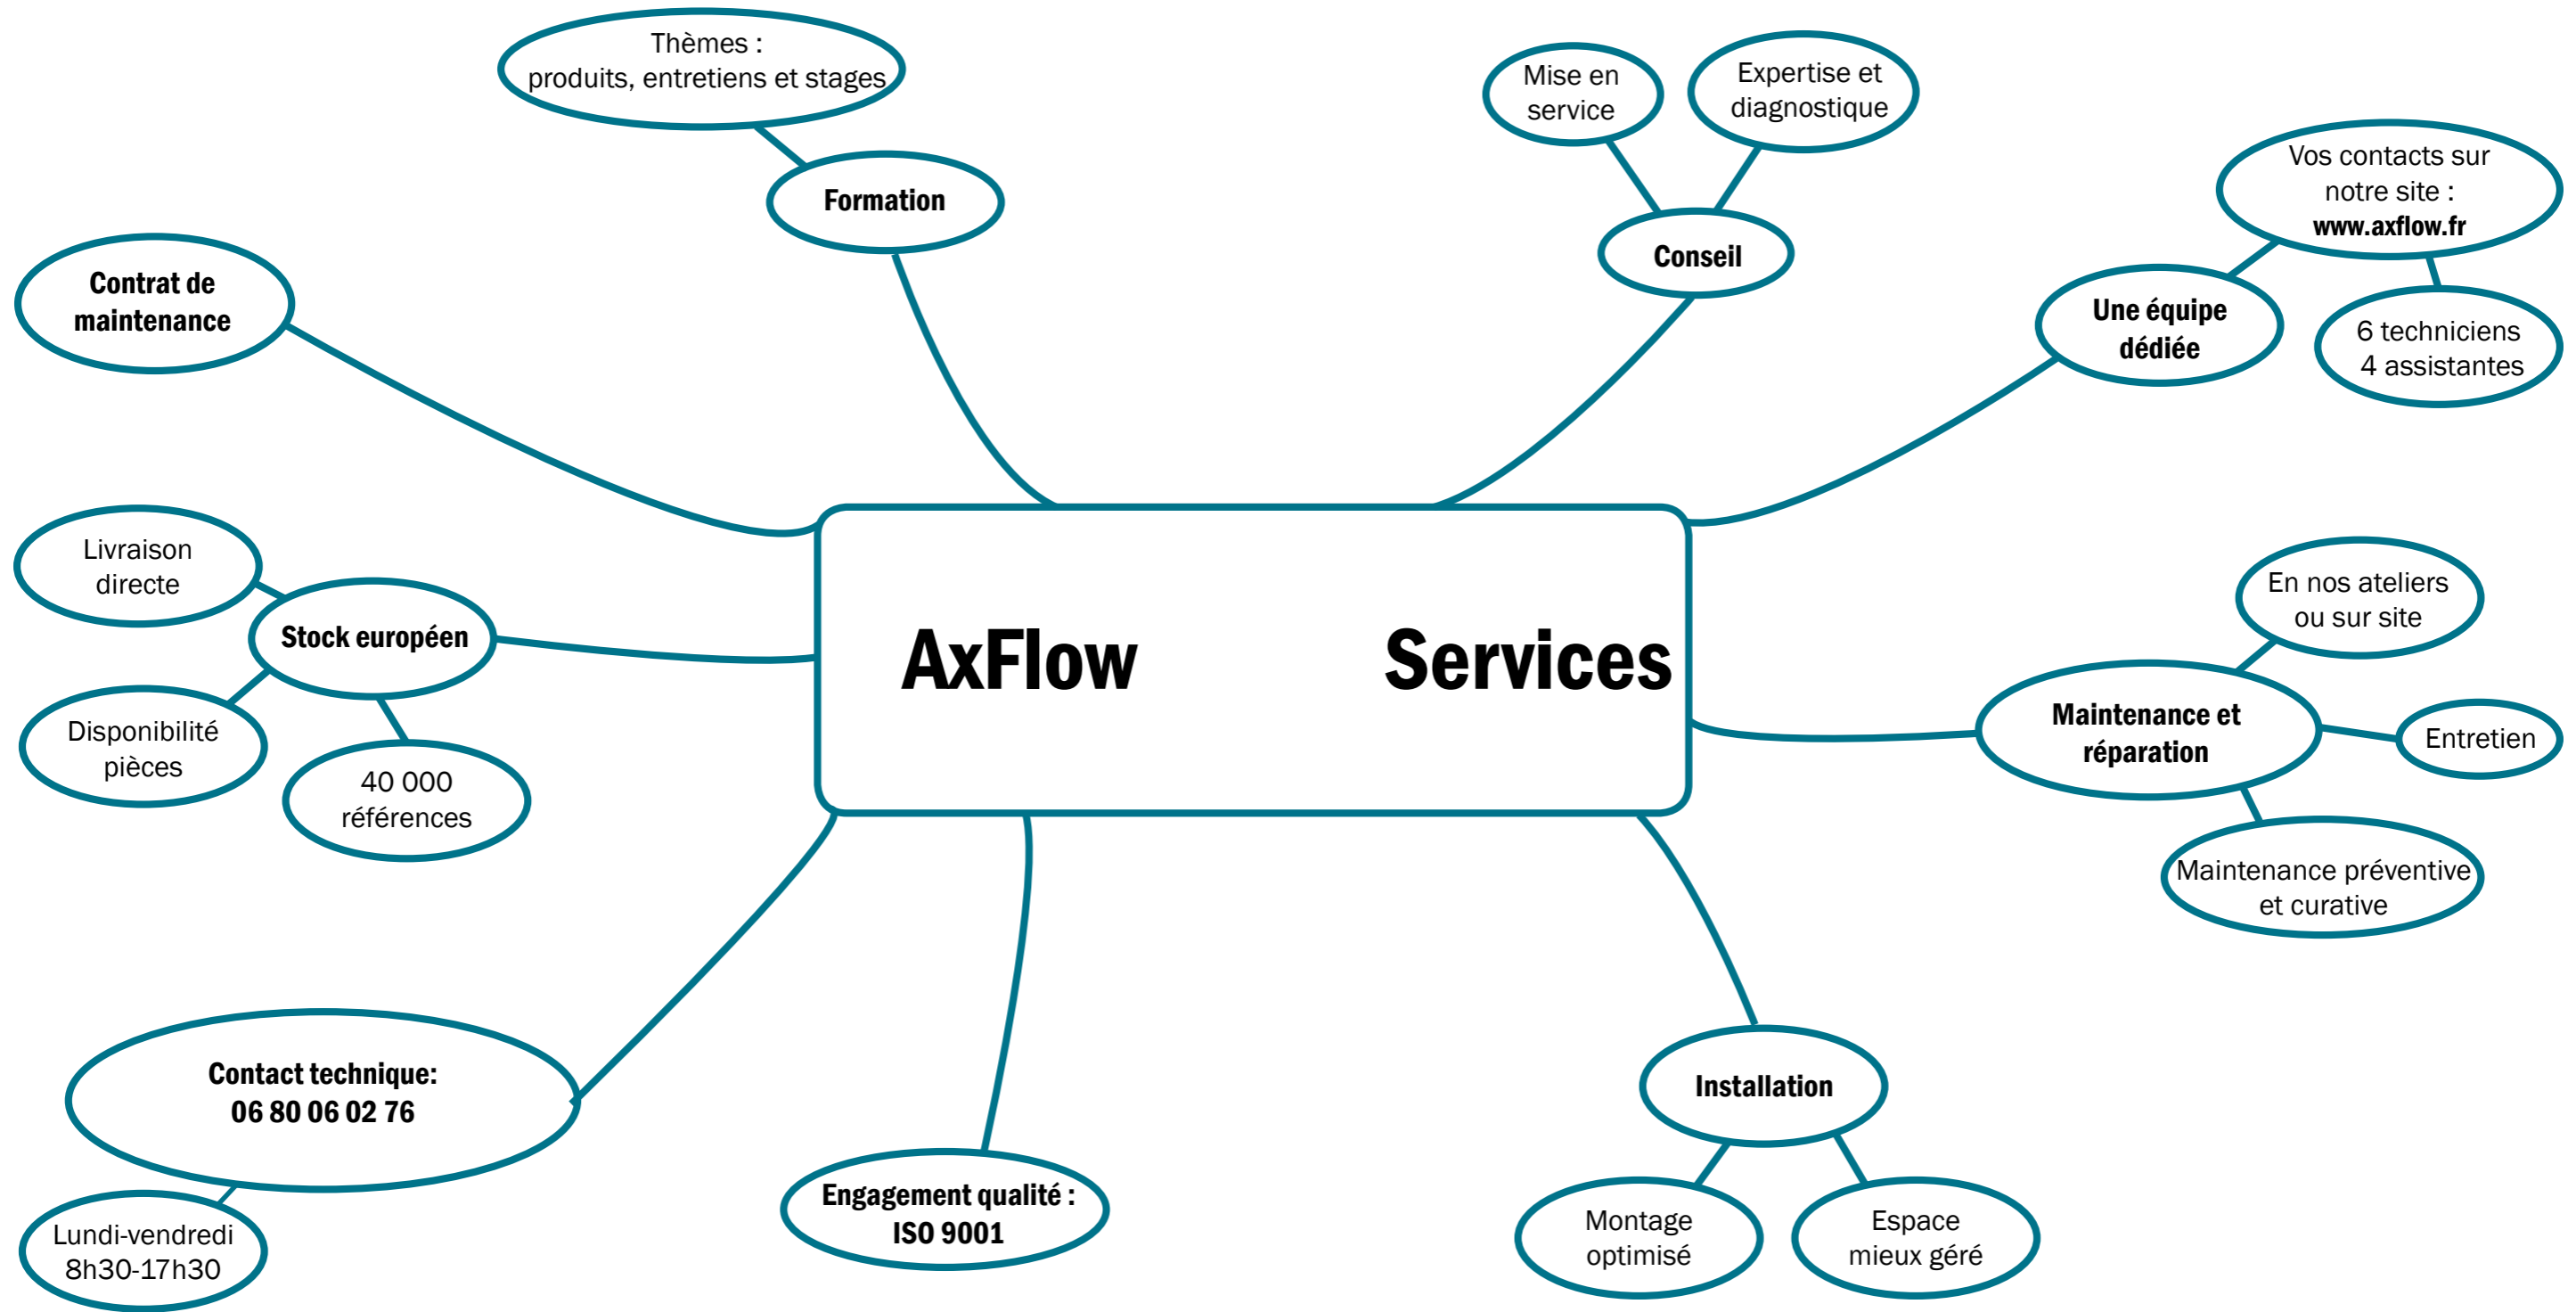 Thèmes :
produits, entretiens et stages
Formation
Mise en
service
Expertise et
diagnostique
Conseil
Vos contacts sur
notre site :
www.axflow.fr
Une équipe
dédiée
6 techniciens
4 assistantes
Contrat de
maintenance
Livraison
directe
Stock européen
Disponibilité
pièces
40 000
références
AxFlow Services
En nos ateliers
ou sur site
Maintenance et
réparation
Entretien
Maintenance préventive
et curative
Contact technique:
06 80 06 02 76
Lundi-vendredi
8h30-17h30
Engagement qualité :
ISO 9001
Installation
Montage
optimisé
Espace
mieux géré